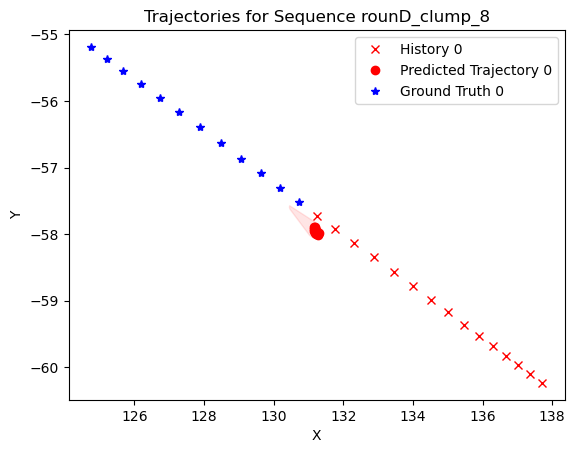 Trajectories for Sequence rounD_clump_8
History 0
Predicted Trajectory 0
Ground Truth 0
−55
−56
−57
−58
−59
−60
Y
126 128 130 132 134 136 138
X